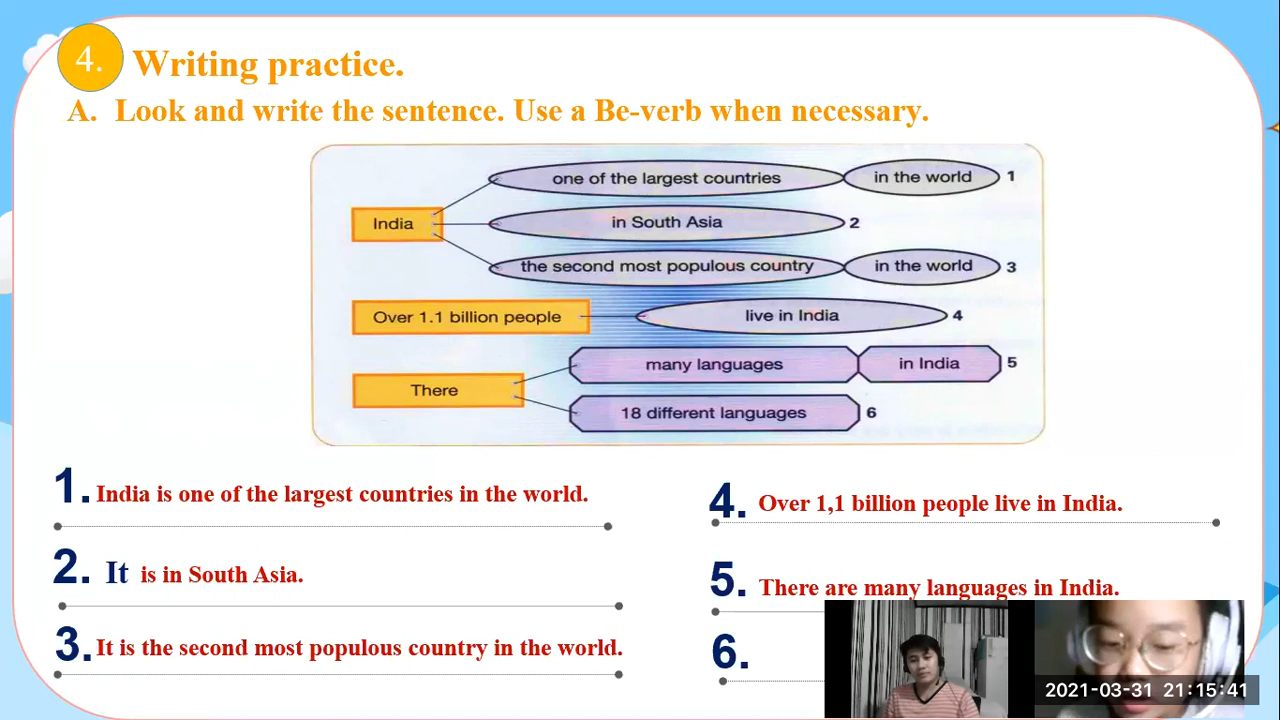 4. Writing practice.
A. Look and write the sentence. Use a Be-verb when necessary.
one of the largest countries in the world 1
India in South Asia 2
the second most populous country in the world 3
Over 1.1 billion people live in India 4
many languages in India 5
There
18 different languages 6
1. India is one of the largest countries in the world.
2. It is in South Asia.
3. It is the second most populous country in the world.
4. Over 1,1 billion people live in India.
5. There are many languages in India.
6.
2021-03-31 21:15:41